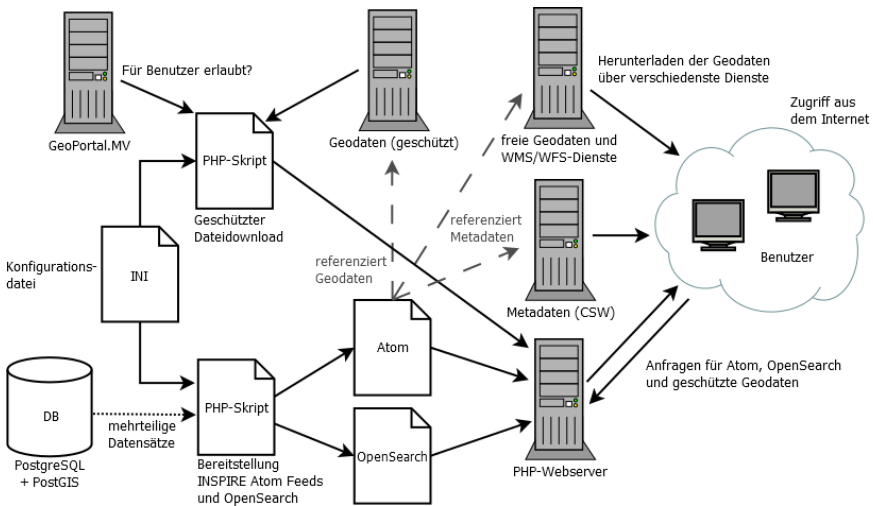 Für Benutzer erlaubt?
Herunterladen der Geodaten
über verschiedenste Dienste
Zugriff aus
dem Internet
GeoPortal.MV
PHP-Skript
Geodaten (geschützt)
freie Geodaten und
WMS/WFS-Dienste
Geschützter
Dateidownload
referenziert
Metadaten
Benutzer
Konfigurations-
datei
INI
referenziert
Geodaten
Metadaten (CSW)
Atom
Anfragen für Atom, OpenSearch
und geschützte Geodaten
DB
mehrteilige
Datensätze
PHP-Skript
OpenSearch
PostgreSQL
+ PostGIS
Bereitstellung
INSPIRE Atom Feeds
und OpenSearch
PHP-Webserver